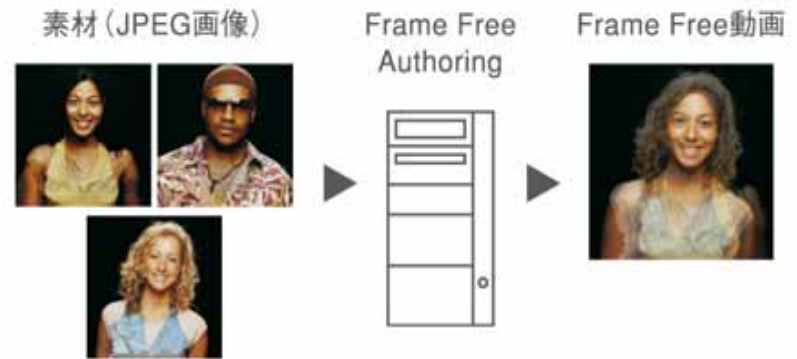 素材（JPEG画像）
Frame Free
Authoring
Frame Free動画